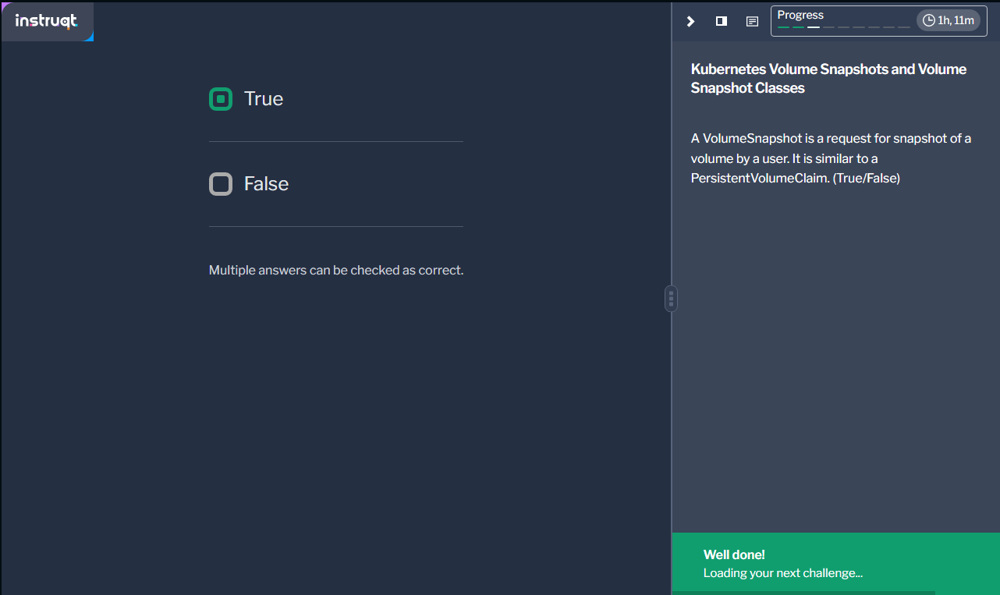 instruqt
Progress
1h, 11m
True
False
Multiple answers can be checked as correct.
Kubernetes Volume Snapshots and Volume
Snapshot Classes
A VolumeSnapshot is a request for snapshot of a
volume by a user. It is similar to a
PersistentVolumeClaim. (True/False)
Well done!
Loading your next challenge...